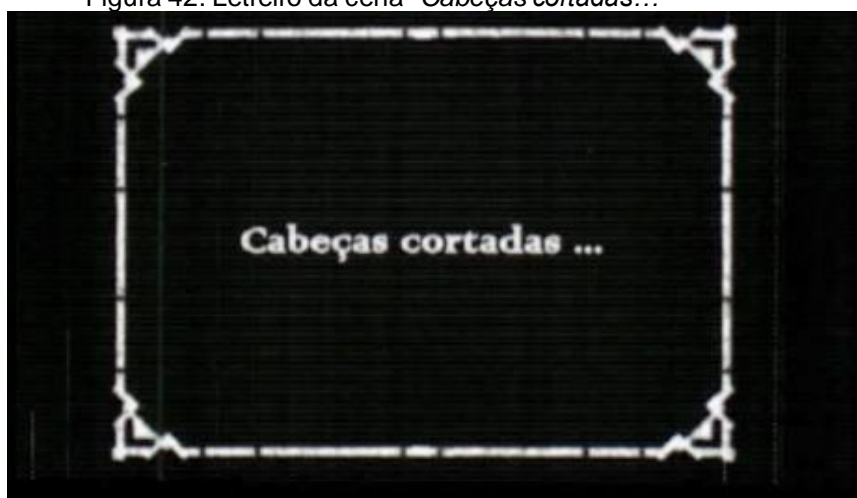 Figura 42: Letreiro da cena "Cabeças cortadas...
Cabeças cortadas ...